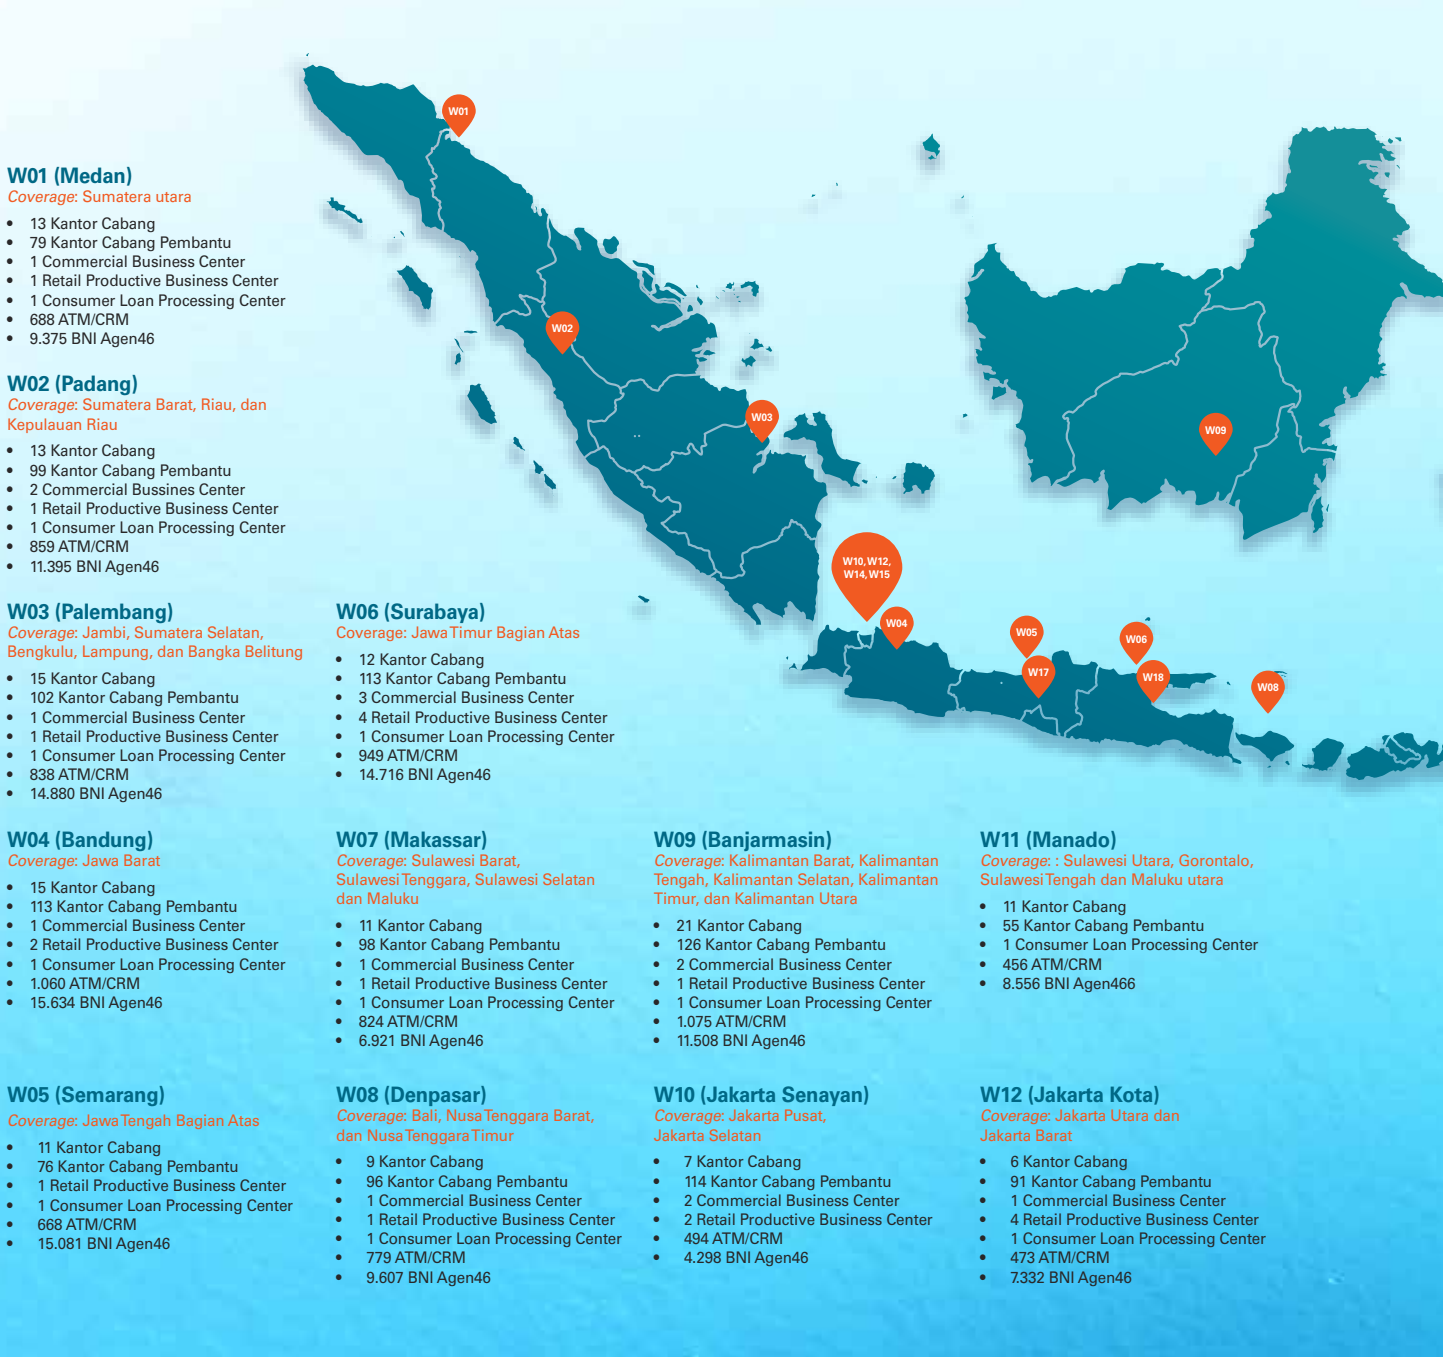 W01
W02
W03
W09
W10, W12,
W14, W15
W04
W05
W06
W17
W18
W08
W01 (Medan)
Coverage: Sumatera utara
• 13 Kantor Cabang
• 79 Kantor Cabang Pembantu
• 1 Commercial Business Center
• 1 Retail Productive Business Center
• 1 Consumer Loan Processing Center
• 688 ATM/CRM
• 9.375 BNI Agen46
W02 (Padang)
Coverage: Sumatera Barat, Riau, dan
Kepulauan Riau
• 13 Kantor Cabang
• 99 Kantor Cabang Pembantu
• 2 Commercial Bussines Center
• 1 Retail Productive Business Center
• 1 Consumer Loan Processing Center
• 859 ATM/CRM
• 11.395 BNI Agen46
W03 (Palembang)
Coverage: Jambi, Sumatera Selatan,
Bengkulu, Lampung, dan Bangka Belitung
• 15 Kantor Cabang
• 102 Kantor Cabang Pembantu
• 1 Commercial Business Center
• 1 Retail Productive Business Center
• 1 Consumer Loan Processing Center
• 838 ATM/CRM
• 14.880 BNI Agen46
W06 (Surabaya)
Coverage: Jawa Timur Bagian Atas
• 12 Kantor Cabang
• 113 Kantor Cabang Pembantu
• 3 Commercial Business Center
• 4 Retail Productive Business Center
• 1 Consumer Loan Processing Center
• 949 ATM/CRM
• 14.716 BNI Agen46
W04 (Bandung)
Coverage: Jawa Barat
• 15 Kantor Cabang
• 113 Kantor Cabang Pembantu
• 1 Commercial Business Center
• 2 Retail Productive Business Center
• 1 Consumer Loan Processing Center
• 1.060 ATM/CRM
• 15.634 BNI Agen46
W07 (Makassar)
Coverage: Sulawesi Barat,
Sulawesi Tenggara, Sulawesi Selatan
dan Maluku
• 11 Kantor Cabang
• 98 Kantor Cabang Pembantu
• 1 Commercial Business Center
• 1 Retail Productive Business Center
• 1 Consumer Loan Processing Center
• 824 ATM/CRM
• 6.921 BNI Agen46
W09 (Banjarmasin)
Coverage: Kalimantan Barat, Kalimantan
Tengah, Kalimantan Selatan, Kalimantan
Timur, dan Kalimantan Utara
• 21 Kantor Cabang
• 126 Kantor Cabang Pembantu
• 2 Commercial Business Center
• 1 Retail Productive Business Center
• 1 Consumer Loan Processing Center
• 1.075 ATM/CRM
• 11.508 BNI Agen46
W11 (Manado)
Coverage: : Sulawesi Utara, Gorontalo,
Sulawesi Tengah dan Maluku utara
• 11 Kantor Cabang
• 55 Kantor Cabang Pembantu
• 1 Consumer Loan Processing Center
• 456 ATM/CRM
• 8.556 BNI Agen466
W05 (Semarang)
Coverage: Jawa Tengah Bagian Atas
• 11 Kantor Cabang
• 76 Kantor Cabang Pembantu
• 1 Retail Productive Business Center
• 1 Consumer Loan Processing Center
• 668 ATM/CRM
• 15.081 BNI Agen46
W08 (Denpasar)
Coverage: Bali, Nusa Tenggara Barat,
dan Nusa Tenggara Timur
• 9 Kantor Cabang
• 96 Kantor Cabang Pembantu
• 1 Commercial Business Center
• 1 Retail Productive Business Center
• 1 Consumer Loan Processing Center
• 779 ATM/CRM
• 9.607 BNI Agen46
W10 (Jakarta Senayan)
Coverage: Jakarta Pusat,
Jakarta Selatan
• 7 Kantor Cabang
• 114 Kantor Cabang Pembantu
• 2 Commercial Business Center
• 2 Retail Productive Business Center
• 494 ATM/CRM
• 4.298 BNI Agen46
W12 (Jakarta Kota)
Coverage: Jakarta Utara dan
Jakarta Barat
• 6 Kantor Cabang
• 91 Kantor Cabang Pembantu
• 1 Commercial Business Center
• 4 Retail Productive Business Center
• 1 Consumer Loan Processing Center
• 473 ATM/CRM
• 7.332 BNI Agen46